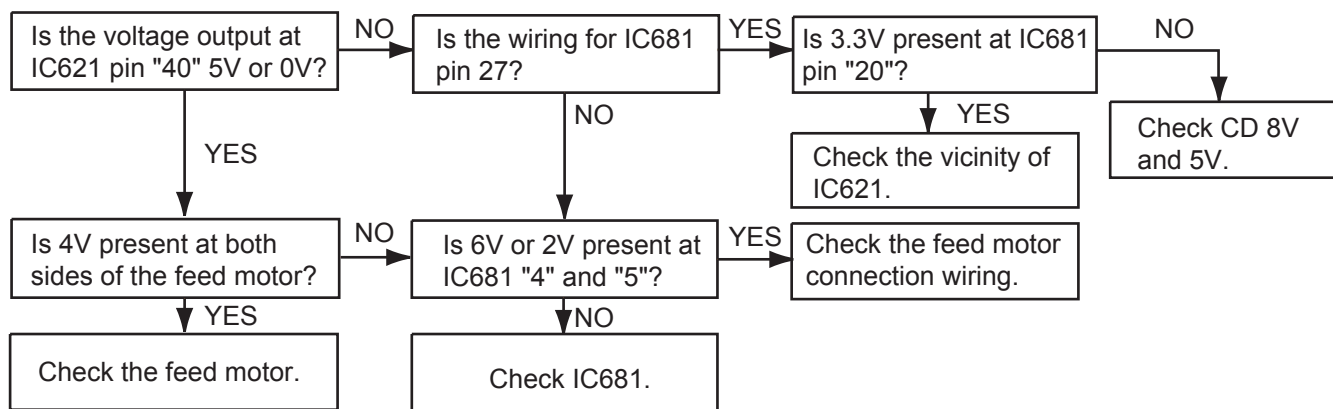 Is the voltage output at
IC621 pin "40" 5V or 0V?
NO
Is the wiring for IC681
pin 27?
YES
Is 3.3V present at IC681
pin "20"?
NO
YES
NO
YES
Check CD 8V
and 5V.
Check the vicinity of
IC621.
Is 4V present at both
sides of the feed motor?
NO
Is 6V or 2V present at
IC681 "4" and "5"?
YES
Check the feed motor
connection wiring.
YES
NO
Check the feed motor.
Check IC681.